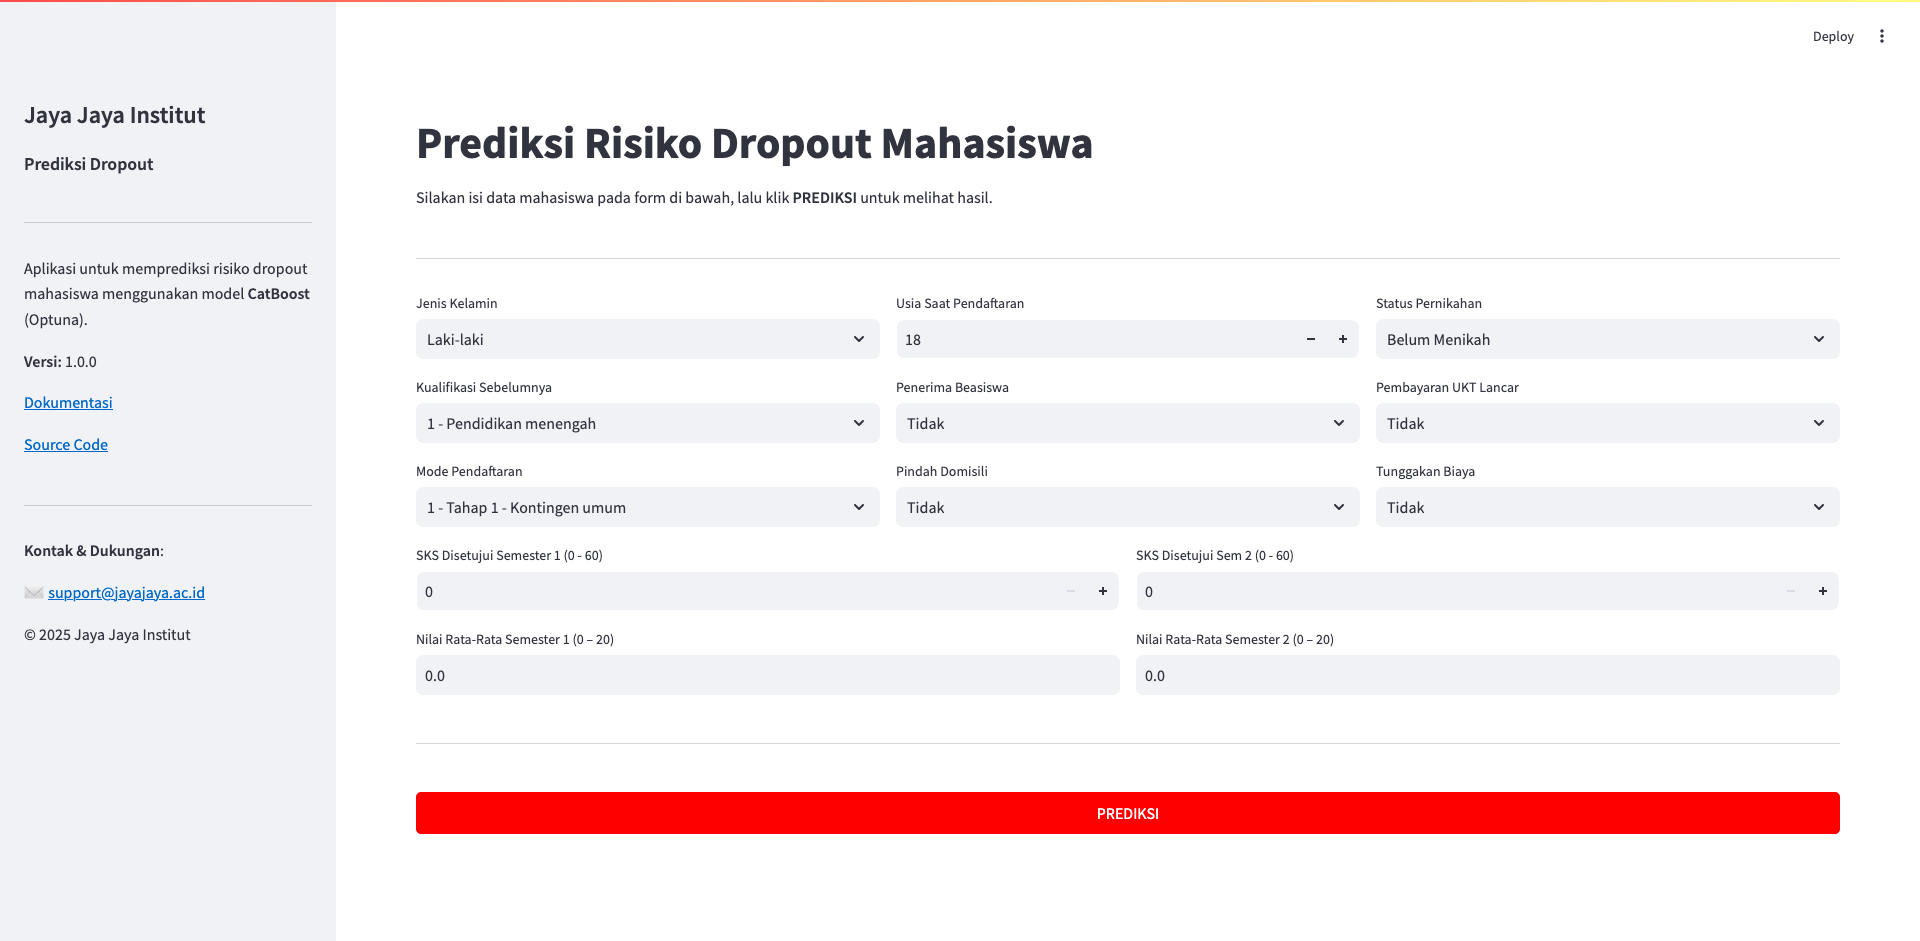 Deploy
Jaya Jaya Institut
Prediksi Dropout
Aplikasi untuk memprediksi risiko dropout
mahasiswa menggunakan model CatBoost
(Optuna).
Versi: 1.0.0
Dokumentasi
Source Code
Kontak & Dukungan:
support@jayajaya.ac.id
© 2025 Jaya Jaya Institut
Prediksi Risiko Dropout Mahasiswa
Silakan isi data mahasiswa pada form di bawah, lalu klik PREDIKSI untuk melihat hasil.
Jenis Kelamin
Laki-laki
Usia Saat Pendaftaran
18
Status Pernikahan
Belum Menikah
Kualifikasi Sebelumnya
1 - Pendidikan menengah
Penerima Beasiswa
Tidak
Pembayaran UKT Lancar
Tidak
Mode Pendaftaran
1 - Tahap 1 - Kontingen umum
Pindah Domisili
Tidak
Tunggakan Biaya
Tidak
SKS Disetujui Semester 1 (0 - 60)
0
SKS Disetujui Sem 2 (0 - 60)
0
Nilai Rata-Rata Semester 1 (0 – 20)
0.0
Nilai Rata-Rata Semester 2 (0 – 20)
0.0
PREDIKSI